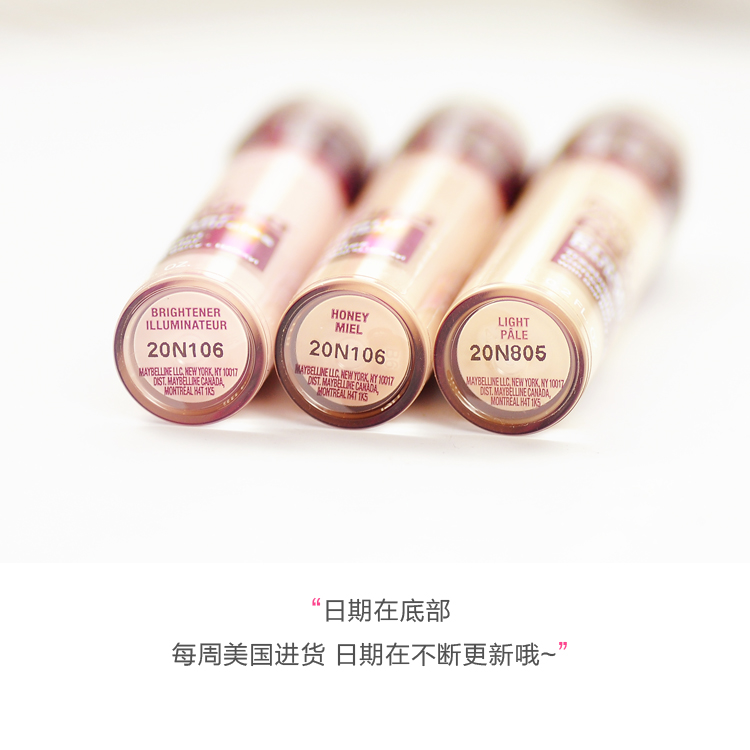 BRIGHTENER
ILLUMINATEUR
20N106
MAYBELLINE LLC, NEW YORK, NY 10017
DIST. MAYBELLINE CANADA,
MONTREAL H4T 1K5
HONEY
MIEL
20N106
MAYBELLINE LLC, NEW YORK, NY 10017
DIST. MAYBELLINE CANADA,
MONTREAL H4T 1K5
LIGHT
PÂLE
20N805
MAYBELLINE LLC, NEW YORK, NY 10017
DIST. MAYBELLINE CANADA,
MONTREAL H4T 1K5
“日期在底部
每周美国进货 日期在不断更新哦~”